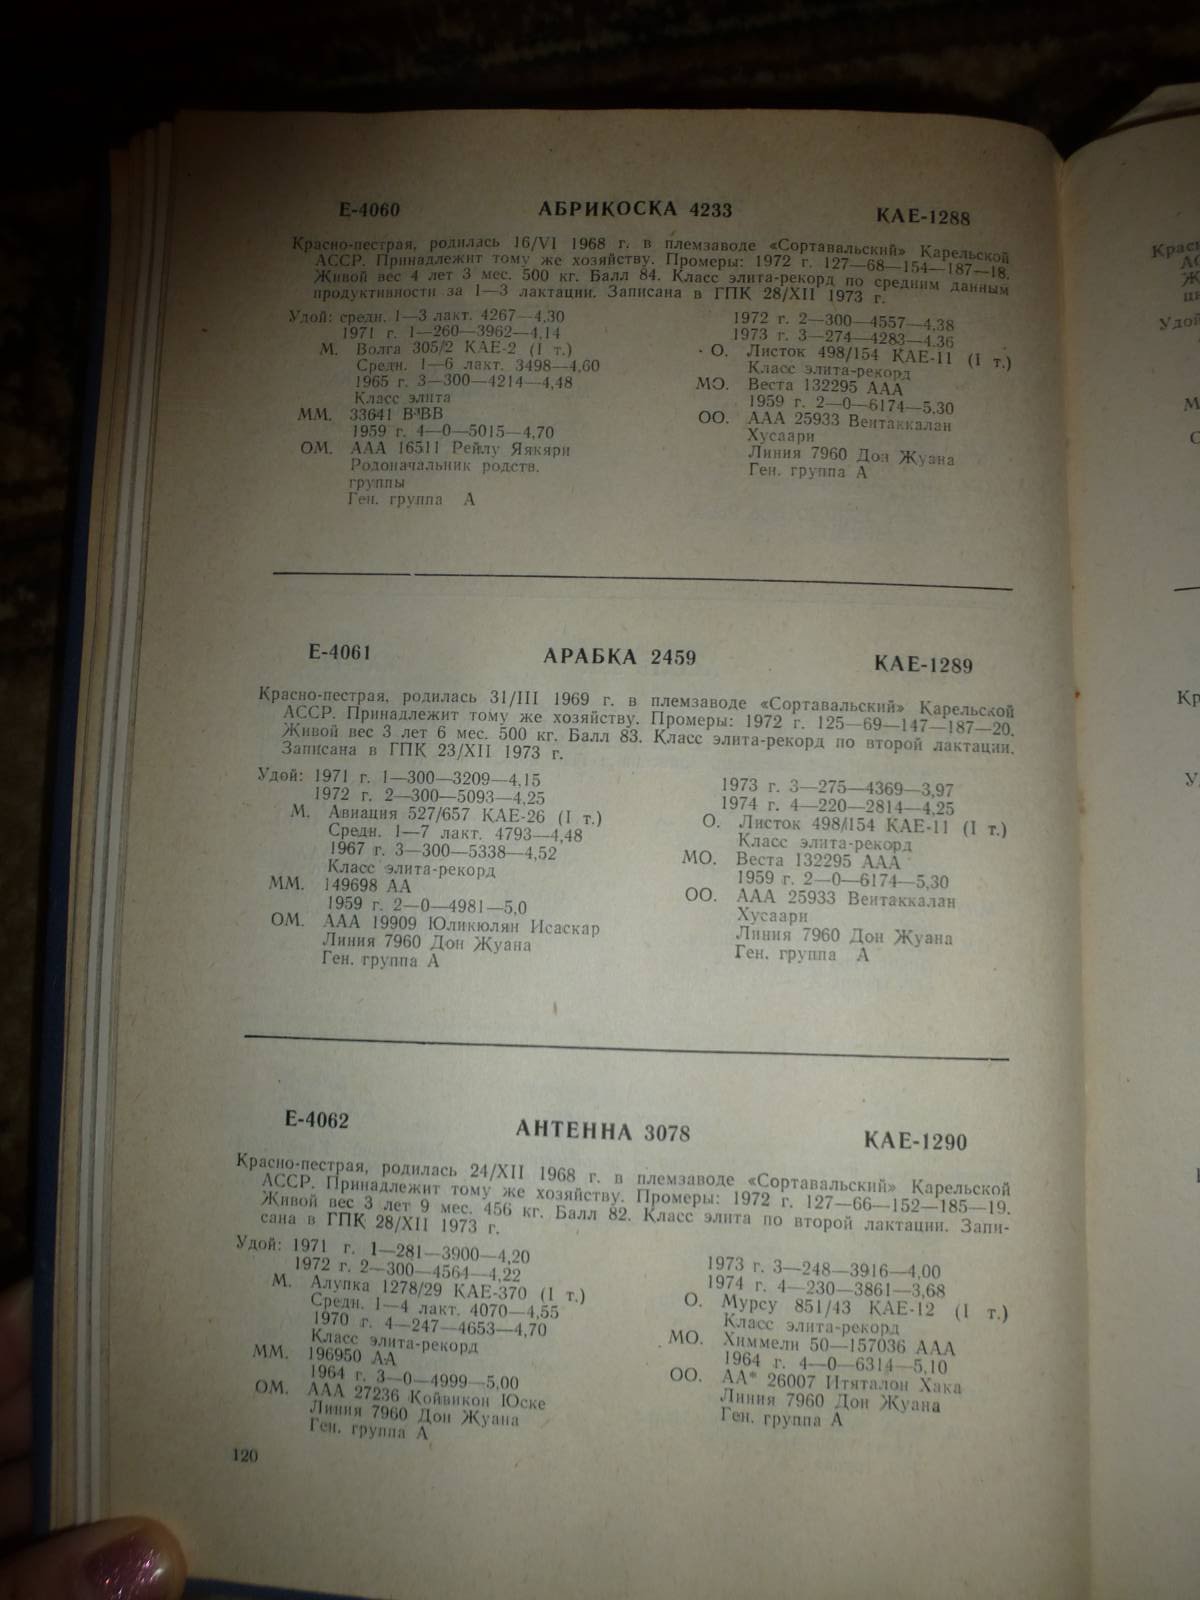 Е-4060 АБРИКОСКА 4233 КАЕ-1288
Красно-пестрая, родилась 16/VI 1968 г. в племзаводе «Сортавальский» Карельской
АССР. Принадлежит тому же хозяйству. Промеры: 1972 г. 127—68—154—187—18.
Живой вес 4 лет 3 мес. 500 кг. Балл 84. Класс элита-рекорд по средним данным
продуктивности за 1—3 лактации. Записана в ГПК 28/XII 1973 г.
Удой: средн. 1—3 лакт. 4267—4,30
1971 г. 1—260—3962—4,14
М. Волга 305/2 КАЕ-2 (I т.)
Средн. 1—6 лакт. 3498—4,60
1965 г. 3—300—4214—4,48
Класс элита
ММ. 33641 ВВВ
1959 г. 4—0—5015—4,70
ОМ. ААА 16511 Рейлу Яякяри
Родоначальник родств.
группы
Ген. группа А
1972 г. 2—300—4557—4,38
1973 г. 3—274—4283—4.36
О. Листок 498/154 КАЕ-11 (I т.)
Класс элита-рекорд
МО. Веста 132295 ААА
1959 г. 2—0—6174—5,30
ОО. ААА 25933 Вентаккалан
Хусаари
Линия 7960 Дон Жуана
Ген. группа А
Е-4061 АРАБКА 2459 КАЕ-1289
Красно-пестрая, родилась 31/III 1969 г. в племзаводе «Сортавальский» Карельской
АССР. Принадлежит тому же хозяйству. Промеры: 1972 г. 125—69—147—187—20.
Живой вес 3 лет 6 мес. 500 кг. Балл 83. Класс элита-рекорд по второй лактации.
Записана в ГПК 23/XII 1973 г.
Удой: 1971 г. 1—300—3209—4,15
1972 г. 2—300—5093—4,25
М. Авиация 527/657 КАЕ-26 (I т.)
Средн. 1—7 лакт. 4793—4,48
1967 г. 3—300—5338—4,52
Класс элита-рекорд
ММ. 149698 АА
1959 г. 2—0—4981—5,0
ОМ. ААА 19909 Юликюлян Исаскар
Линия 7960 Дон Жуана
Ген. группа А
1973 г. 3—275—4369—3,97
1974 г. 4—220—2814—4,25
О. Листок 498/154 КАЕ-11 (I т.)
Класс элита-рекорд
МО. Веста 132295 ААА
1959 г. 2—0—6174—5,30
ОО. ААА 25933 Вентаккалан
Хусаари
Линия 7960 Дон Жуана
Ген. группа А
Е-4062 АНТЕННА 3078 КАЕ-1290
Красно-пестрая, родилась 24/XII 1968 г. в племзаводе «Сортавальский» Карельской
АССР. Принадлежит тому же хозяйству. Промеры: 1972 г. 127—66—152—185—19.
Живой вес 3 лет 9 мес. 456 кг. Балл 82. Класс элита по второй лактации. Запи-
сана в ГПК 28/XII 1973 г.
Удой: 1971 г. 1—281—3900—4,20
1972 г. 2—300—4564—4,22
М. Алупка 1278/29 КАЕ-370 (I т.)
Средн. 1—4 лакт. 4070—4,55
1970 г. 4—247—4653—4,70
Класс элита-рекорд
ММ. 196950 АА
1964 г. 3—0—4999—5,00
ОМ. ААА 27236 Койвикон Юске
Линия 7960 Дон Жуана
Ген. группа А
1973 г. 3—248—3916—4,00
1974 г. 4—230—3861—3,68
О. Мурсу 851/43 КАЕ-12 (I т.)
Класс элита-рекорд
МО. Химмели 50—157036 ААА
1964 г. 4—0—6314—5,10
ОО. АА* 26007 Итяталон Хака
Линия 7960 Дон Жуана
Ген. группа А
120